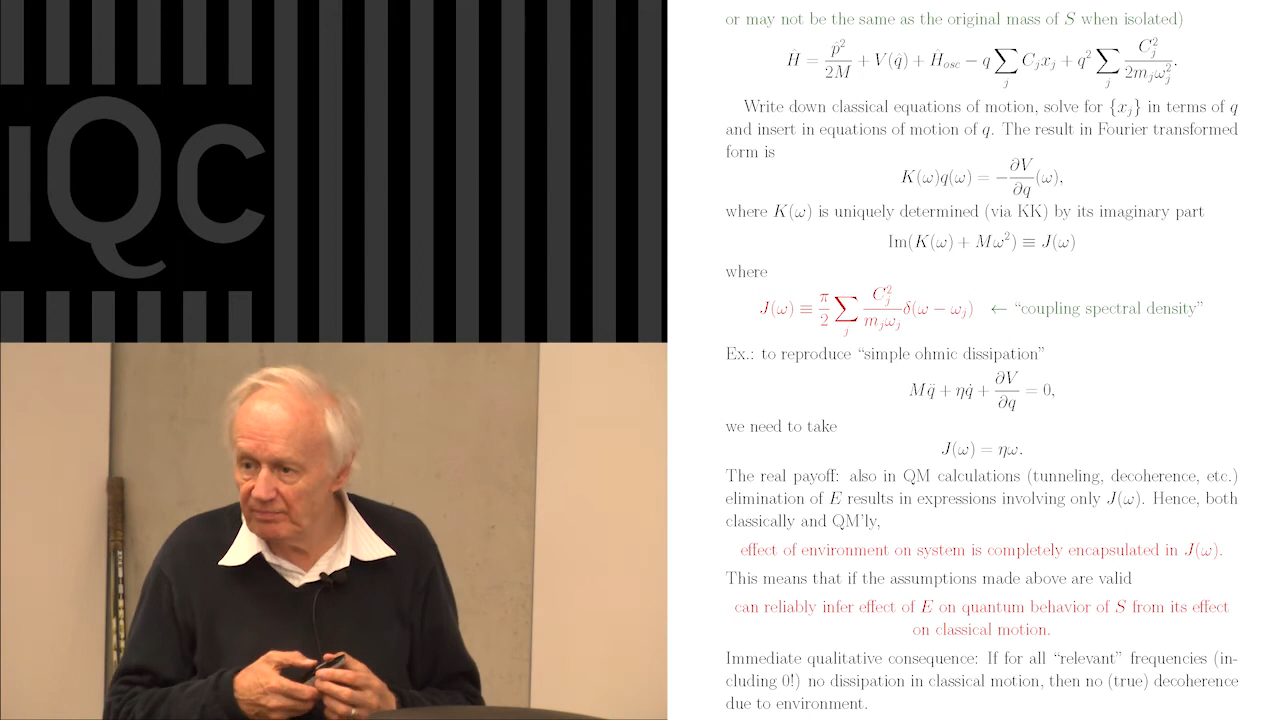 IQC
or may not be the same as the original mass of S when isolated)
Ĥ = p̂²/2M + V(q̂) + Ĥ_osc − q ∑_j C_j x_j + q² ∑_j C_j²/2m_jω_j².
Write down classical equations of motion, solve for {x_j} in terms of q
and insert in equations of motion of q. The result in Fourier transformed
form is
K(ω)q(ω) = −∂V/∂q(ω),
where K(ω) is uniquely determined (via KK) by its imaginary part
Im(K(ω) + Mω²) ≡ J(ω)
where
J(ω) ≡ π/2 ∑_j C_j²/m_jω_j δ(ω − ω_j) ← “coupling spectral density”
Ex.: to reproduce “simple ohmic dissipation”
Mq̈ + ηq̇ + ∂V/∂q = 0,
we need to take
J(ω) = ηω.
The real payoff: also in QM calculations (tunneling, decoherence, etc.)
elimination of E results in expressions involving only J(ω). Hence, both
classically and QM’ly,
effect of environment on system is completely encapsulated in J(ω).
This means that if the assumptions made above are valid
can reliably infer effect of E on quantum behavior of S from its effect
on classical motion.
Immediate qualitative consequence: If for all “relevant” frequencies (in-
cluding 0!) no dissipation in classical motion, then no (true) decoherence
due to environment.